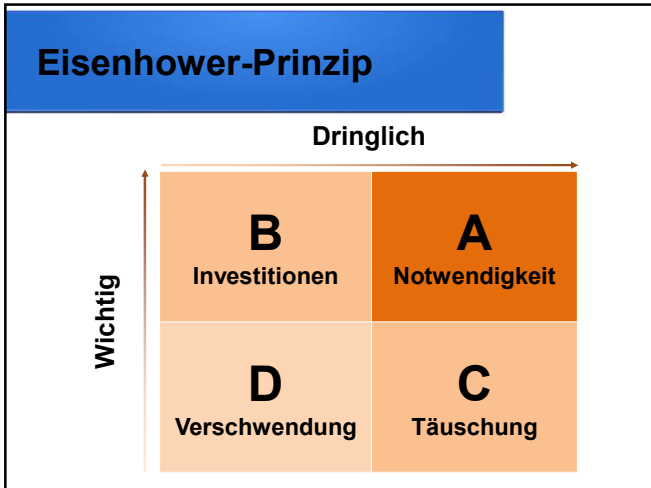 Eisenhower-Prinzip
Dringlich
Wichtig
B
Investitionen
A
Notwendigkeit
D
Verschwendung
C
Täuschung